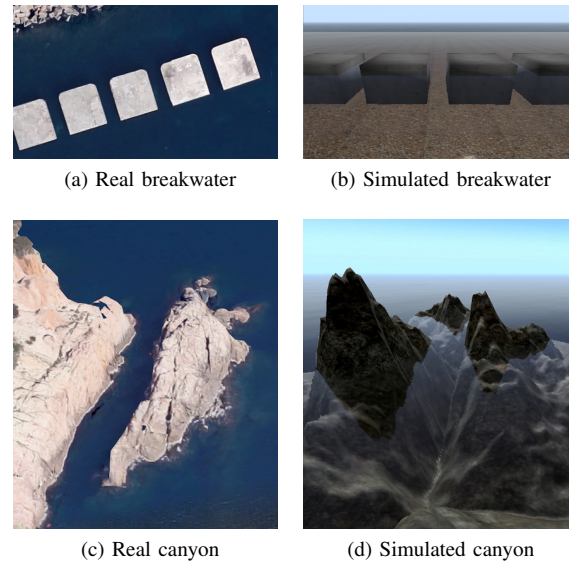 (a) Real breakwater
(b) Simulated breakwater
(c) Real canyon
(d) Simulated canyon